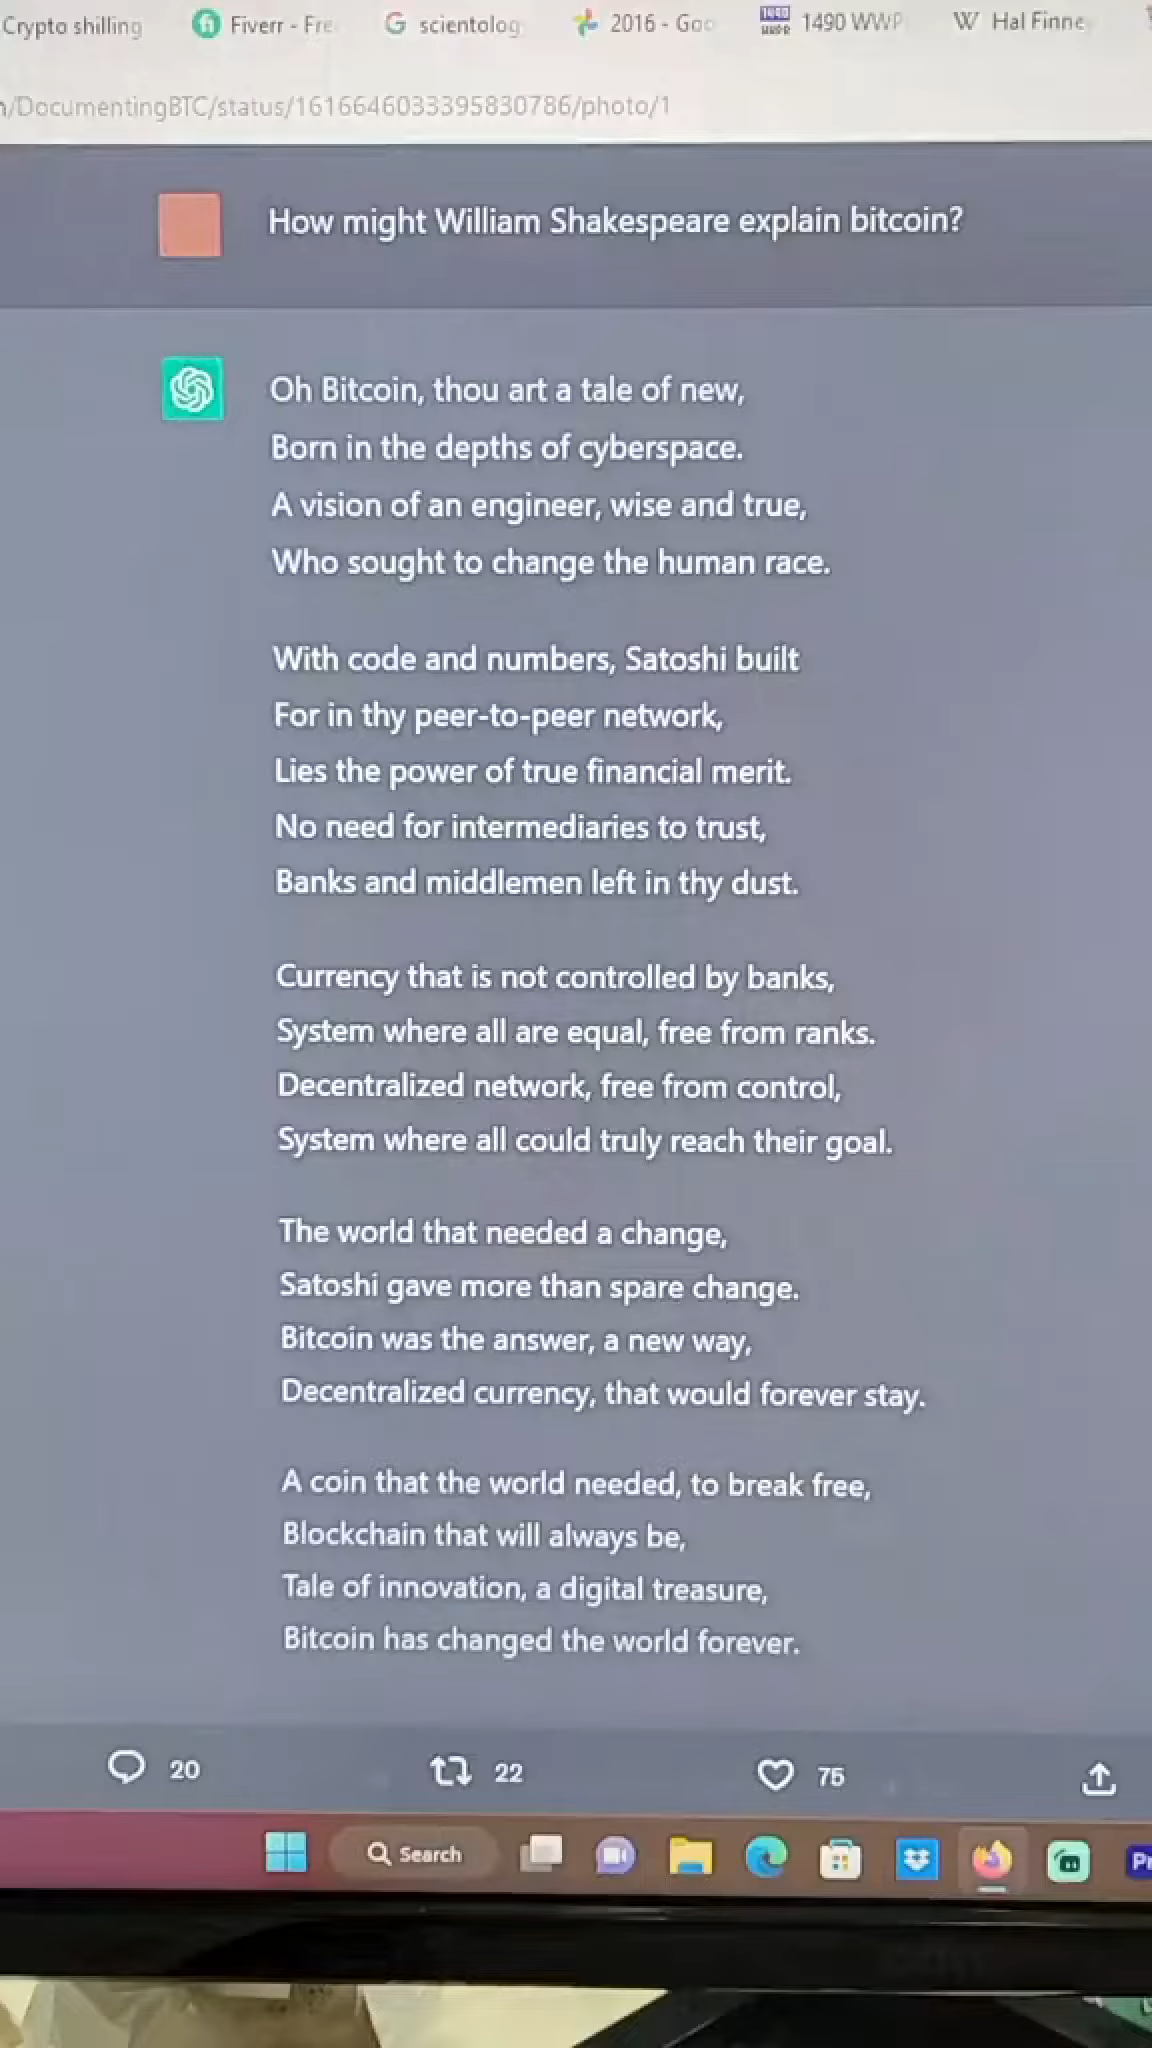 Crypto shilling
Fiverr - Fre
scientolog
2016 - Goo
1490 WWP
W Hal Finne
/DocumentingBTC/status/1616646033395830786/photo/1
How might William Shakespeare explain bitcoin?
Oh Bitcoin, thou art a tale of new,
Born in the depths of cyberspace.
A vision of an engineer, wise and true,
Who sought to change the human race.
With code and numbers, Satoshi built
For in thy peer-to-peer network,
Lies the power of true financial merit.
No need for intermediaries to trust,
Banks and middlemen left in thy dust.
Currency that is not controlled by banks,
System where all are equal, free from ranks.
Decentralized network, free from control,
System where all could truly reach their goal.
The world that needed a change,
Satoshi gave more than spare change.
Bitcoin was the answer, a new way,
Decentralized currency, that would forever stay.
A coin that the world needed, to break free,
Blockchain that will always be,
Tale of innovation, a digital treasure,
Bitcoin has changed the world forever.
20
22
75
Search
Pr